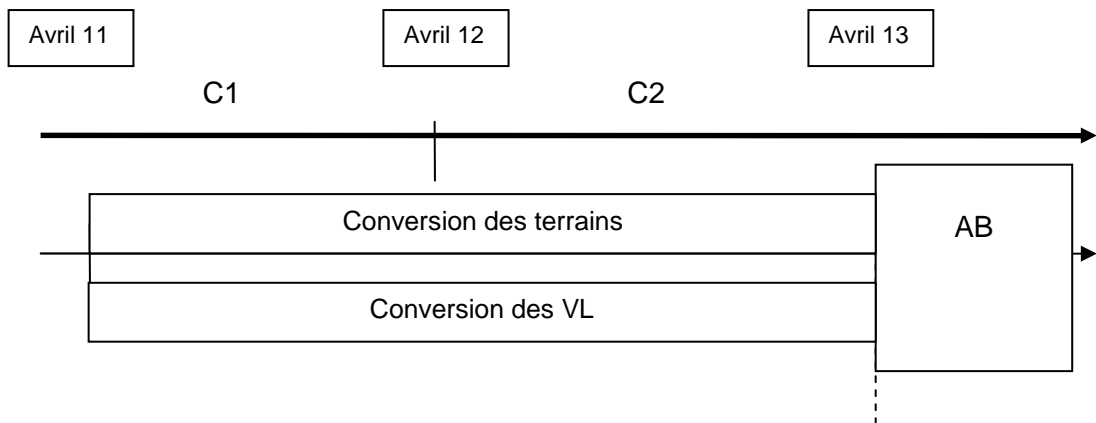 Avril 11
Avril 12
Avril 13
C1
C2
Conversion des terrains
AB
Conversion des VL